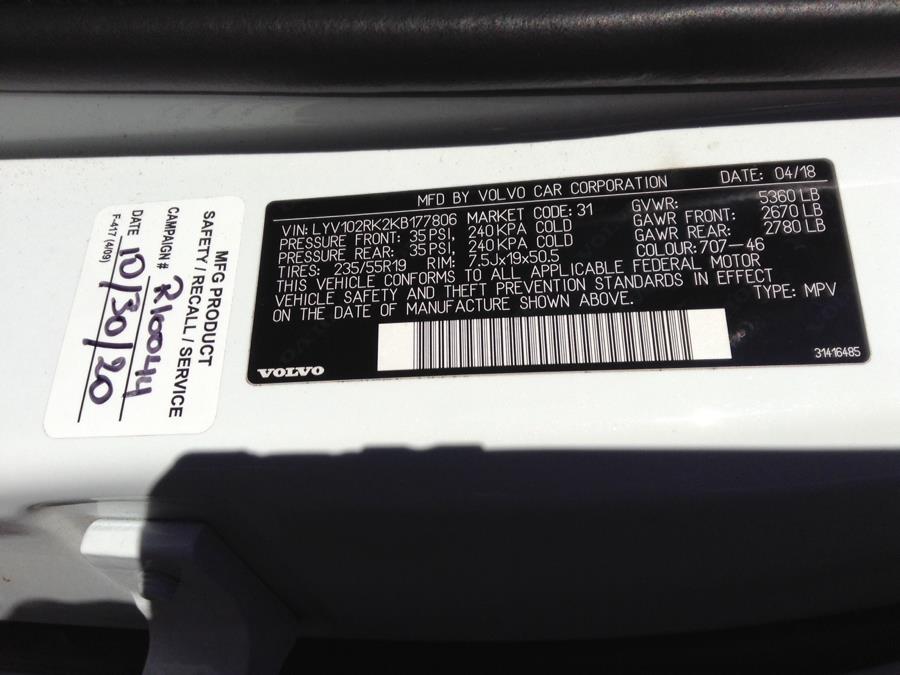 MFD BY VOLVO CAR CORPORATION DATE: 04/18
VIN: LYV102RK2KB177806 MARKET CODE: 31 GVWR: 5360 LB
PRESSURE FRONT: 35 PSI, 240 KPA COLD GAWR FRONT: 2670 LB
PRESSURE REAR: 35 PSI, 240 KPA COLD GAWR REAR: 2780 LB
TIRES: 235/55R19 RIM: 7.5Jx19x50.5 COLOUR: 707-46
THIS VEHICLE CONFORMS TO ALL APPLICABLE FEDERAL MOTOR
VEHICLE SAFETY AND THEFT PREVENTION STANDARDS IN EFFECT
ON THE DATE OF MANUFACTURE SHOWN ABOVE. TYPE: MPV
VOLVO
31416485
MFG PRODUCT
SAFETY / RECALL / SERVICE
CAMPAIGN # R10044
DATE 10/30/20
F-417 (4/09)